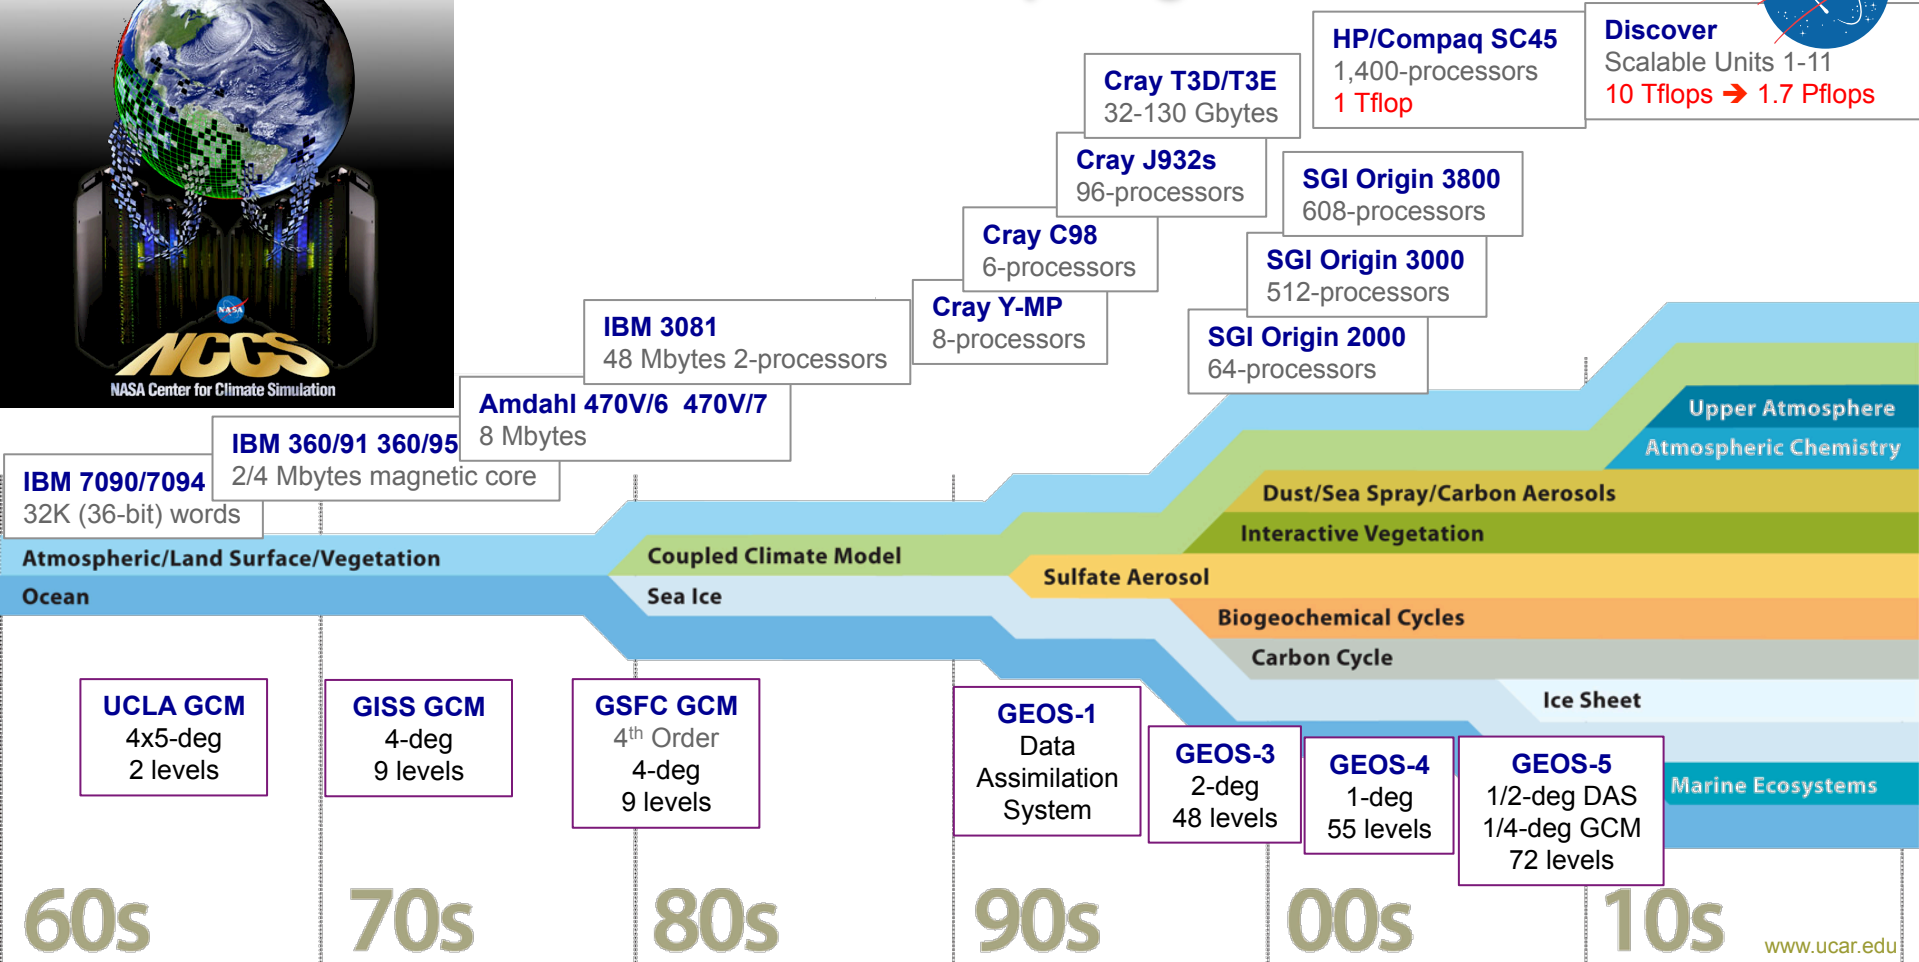 NASA
NCCS
NASA Center for Climate Simulation
IBM 7090/7094
32K (36-bit) words
IBM 360/91 360/95
2/4 Mbytes magnetic core
Amdahl 470V/6 470V/7
8 Mbytes
IBM 3081
48 Mbytes 2-processors
Cray Y-MP
8-processors
Cray C98
6-processors
Cray J932s
96-processors
Cray T3D/T3E
32-130 Gbytes
SGI Origin 2000
64-processors
SGI Origin 3000
512-processors
SGI Origin 3800
608-processors
HP/Compaq SC45
1,400-processors
1 Tflop
Discover
Scalable Units 1-11
10 Tflops ➔ 1.7 Pflops
Upper Atmosphere
Atmospheric Chemistry
Dust/Sea Spray/Carbon Aerosols
Interactive Vegetation
Atmospheric/Land Surface/Vegetation
Coupled Climate Model
Sulfate Aerosol
Ocean
Sea Ice
Biogeochemical Cycles
Carbon Cycle
Ice Sheet
Marine Ecosystems
UCLA GCM
4x5-deg
2 levels
GISS GCM
4-deg
9 levels
GSFC GCM
4th Order
4-deg
9 levels
GEOS-1
Data
Assimilation
System
GEOS-3
2-deg
48 levels
GEOS-4
1-deg
55 levels
GEOS-5
1/2-deg DAS
1/4-deg GCM
72 levels
60s
70s
80s
90s
00s
10s
www.ucar.edu